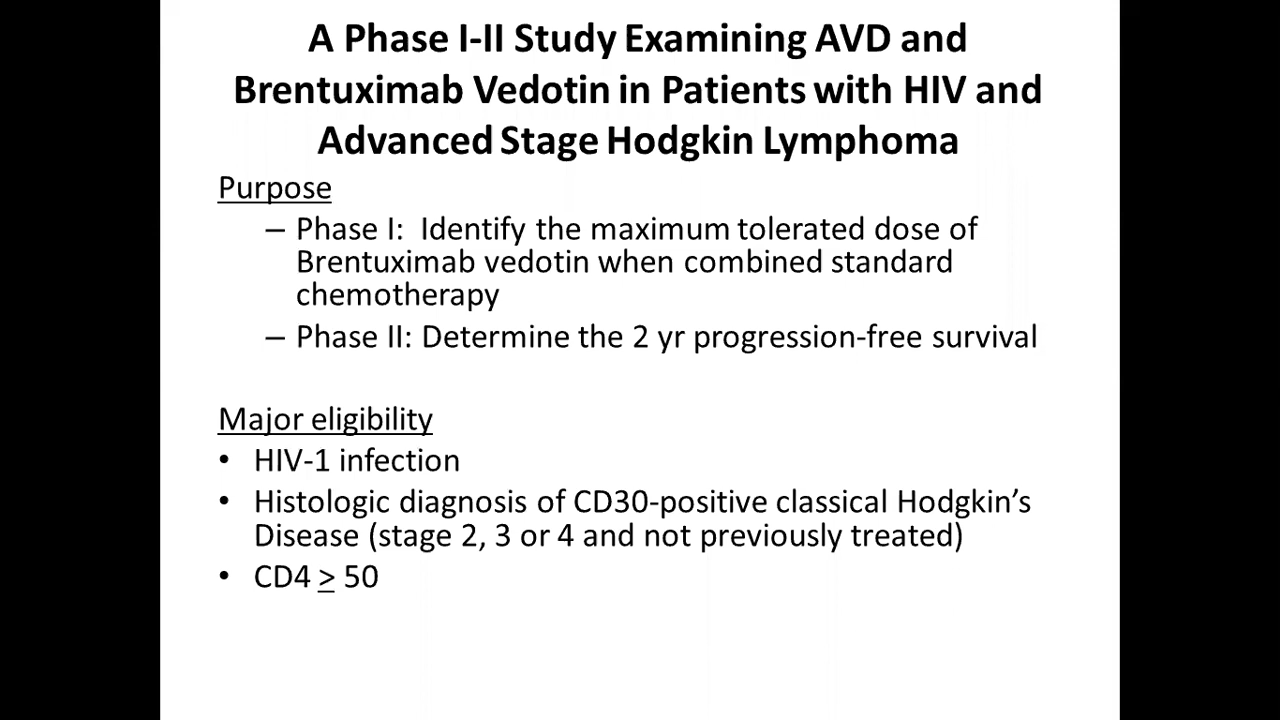 A Phase I-II Study Examining AVD and
Brentuximab Vedotin in Patients with HIV and
Advanced Stage Hodgkin Lymphoma
Purpose
– Phase I:  Identify the maximum tolerated dose of
Brentuximab vedotin when combined standard
chemotherapy
– Phase II: Determine the 2 yr progression-free survival
Major eligibility
• HIV-1 infection
• Histologic diagnosis of CD30-positive classical Hodgkin’s
Disease (stage 2, 3 or 4 and not previously treated)
• CD4 ≥ 50